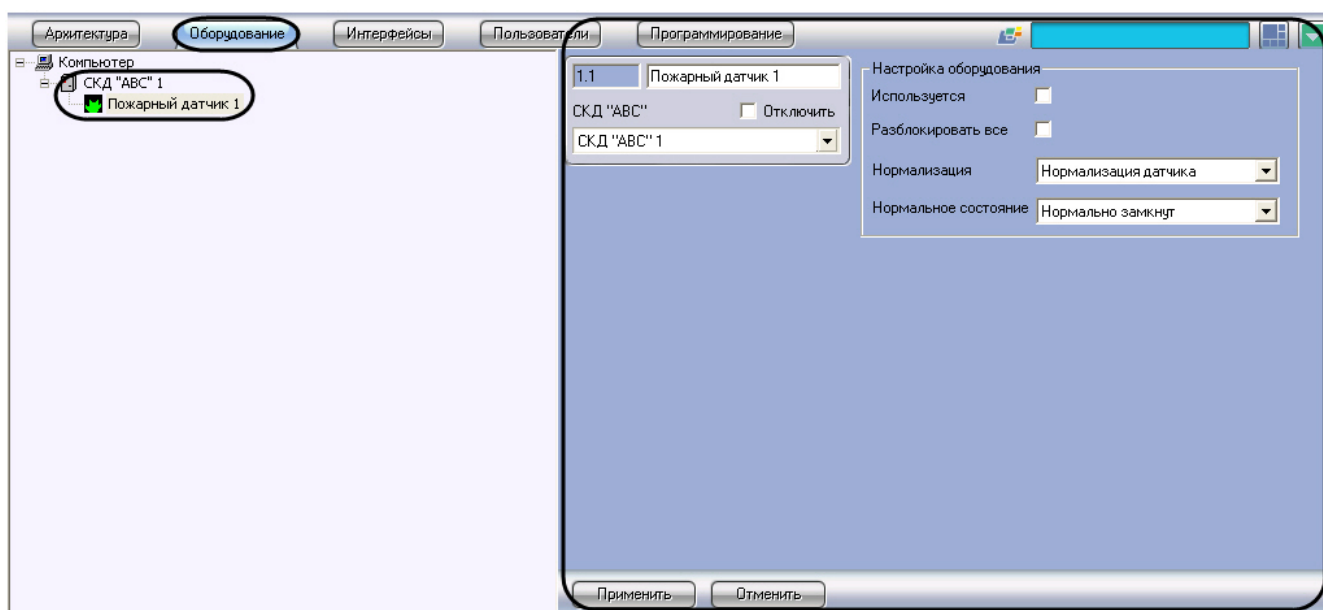 Архитектура Оборудование Интерфейсы Пользователи Программирование
Компьютер
СКД "ABC" 1
Пожарный датчик 1
1.1 Пожарный датчик 1
СКД "ABC" Отключить
СКД "ABC" 1
Настройка оборудования
Используется
Разблокировать все
Нормализация Нормализация датчика
Нормальное состояние Нормально замкнут
Применить Отменить